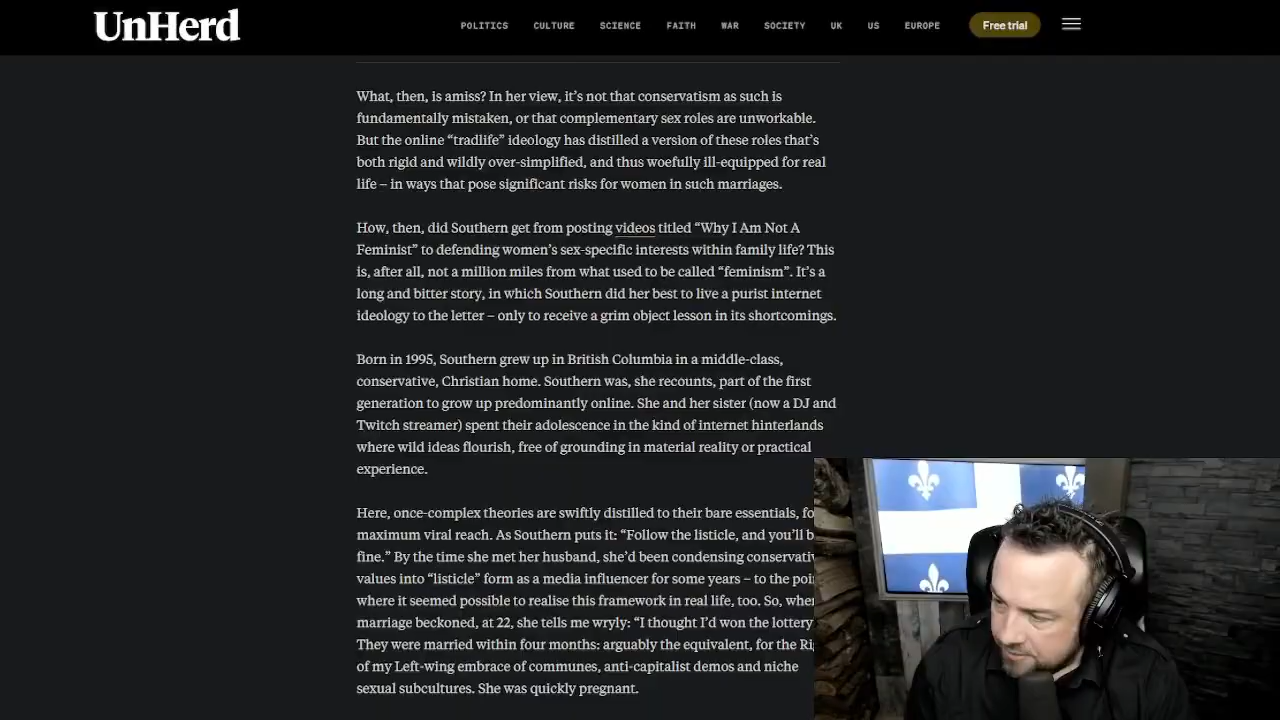 UnHerd
POLITICS CULTURE SCIENCE FAITH WAR SOCIETY UK US EUROPE Free trial
What, then, is amiss? In her view, it’s not that conservatism as such is
fundamentally mistaken, or that complementary sex roles are unworkable.
But the online “tradlife” ideology has distilled a version of these roles that’s
both rigid and wildly over-simplified, and thus woefully ill-equipped for real
life – in ways that pose significant risks for women in such marriages.
How, then, did Southern get from posting videos titled “Why I Am Not A
Feminist” to defending women’s sex-specific interests within family life? This
is, after all, not a million miles from what used to be called “feminism”. It’s a
long and bitter story, in which Southern did her best to live a purist internet
ideology to the letter – only to receive a grim object lesson in its shortcomings.
Born in 1995, Southern grew up in British Columbia in a middle-class,
conservative, Christian home. Southern was, she recounts, part of the first
generation to grow up predominantly online. She and her sister (now a DJ and
Twitch streamer) spent their adolescence in the kind of internet hinterlands
where wild ideas flourish, free of grounding in material reality or practical
experience.
Here, once-complex theories are swiftly distilled to their bare essentials, fo
maximum viral reach. As Southern puts it: “Follow the listicle, and you’ll b
fine.” By the time she met her husband, she’d been condensing conservativ
values into “listicle” form as a media influencer for some years – to the poi
where it seemed possible to realise this framework in real life, too. So, whe
marriage beckoned, at 22, she tells me wryly: “I thought I’d won the lottery
They were married within four months: arguably the equivalent, for the Ri
of my Left-wing embrace of communes, anti-capitalist demos and niche
sexual subcultures. She was quickly pregnant.